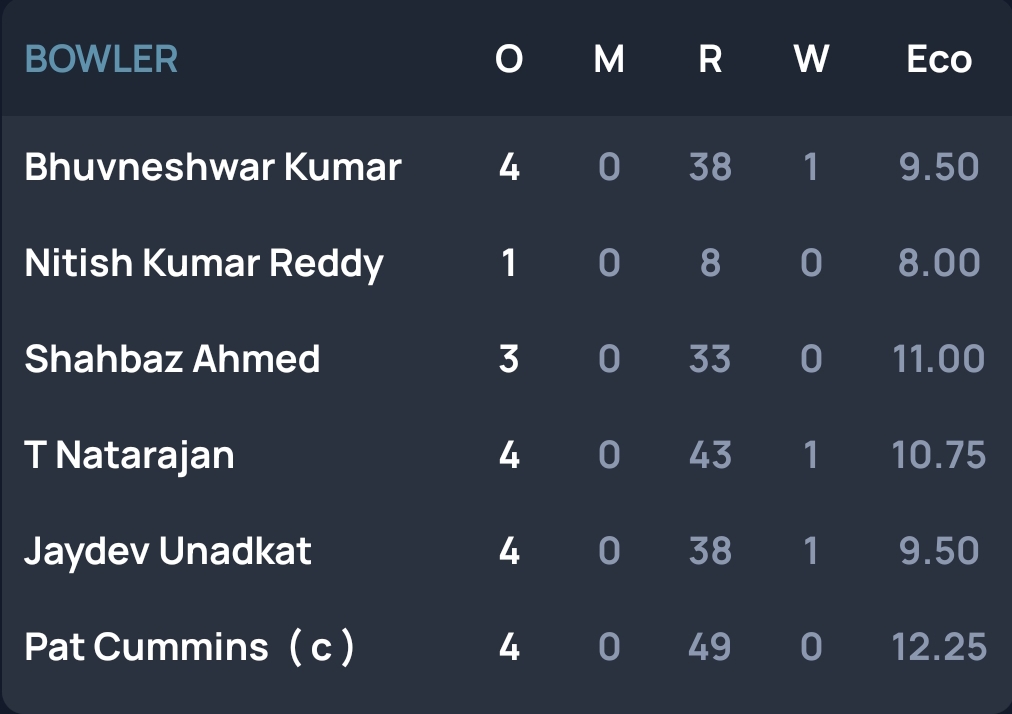 BOWLER O M R W Eco
Bhuvneshwar Kumar 4 0 38 1 9.50
Nitish Kumar Reddy 1 0 8 0 8.00
Shahbaz Ahmed 3 0 33 0 11.00
T Natarajan 4 0 43 1 10.75
Jaydev Unadkat 4 0 38 1 9.50
Pat Cummins ( c ) 4 0 49 0 12.25